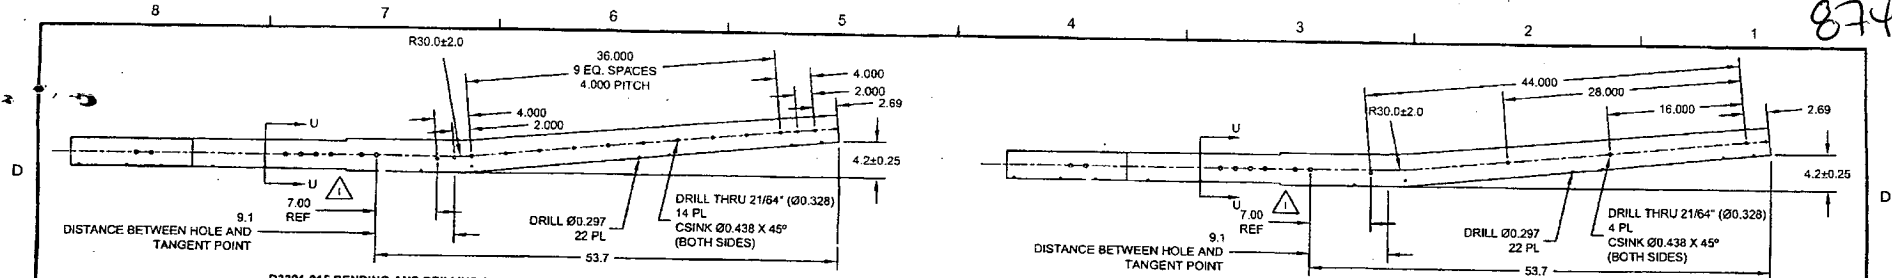 8 7 6 5 4 3 2 1
874
R30.0±2.0
36.000
9 EQ. SPACES
4.000 PITCH
4.000
2.000
2.69
4.000
2.000
U
U
4.2±0.25
D
1
7.00
REF
9.1
DISTANCE BETWEEN HOLE AND
TANGENT POINT
DRILL Ø0.297
22 PL
DRILL THRU 21/64" (Ø0.328)
14 PL
CSINK Ø0.438 X 45°
(BOTH SIDES)
53.7
44.000
28.000
16.000
2.69
R30.0±2.0
U
U
4.2±0.25
D
1
7.00
REF
9.1
DISTANCE BETWEEN HOLE AND
TANGENT POINT
DRILL Ø0.297
22 PL
DRILL THRU 21/64" (Ø0.328)
4 PL
CSINK Ø0.438 X 45°
(BOTH SIDES)
53.7